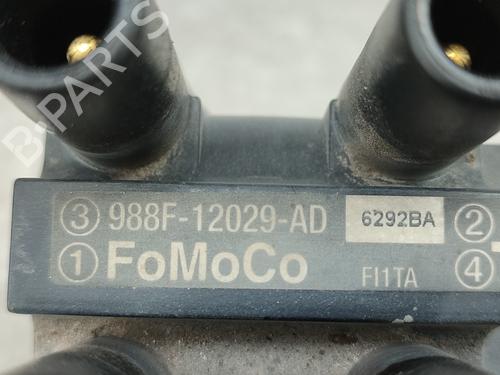 B-PARTS
③ 988F-12029-AD 6292BA ②
① FoMoCo FI1TA ④